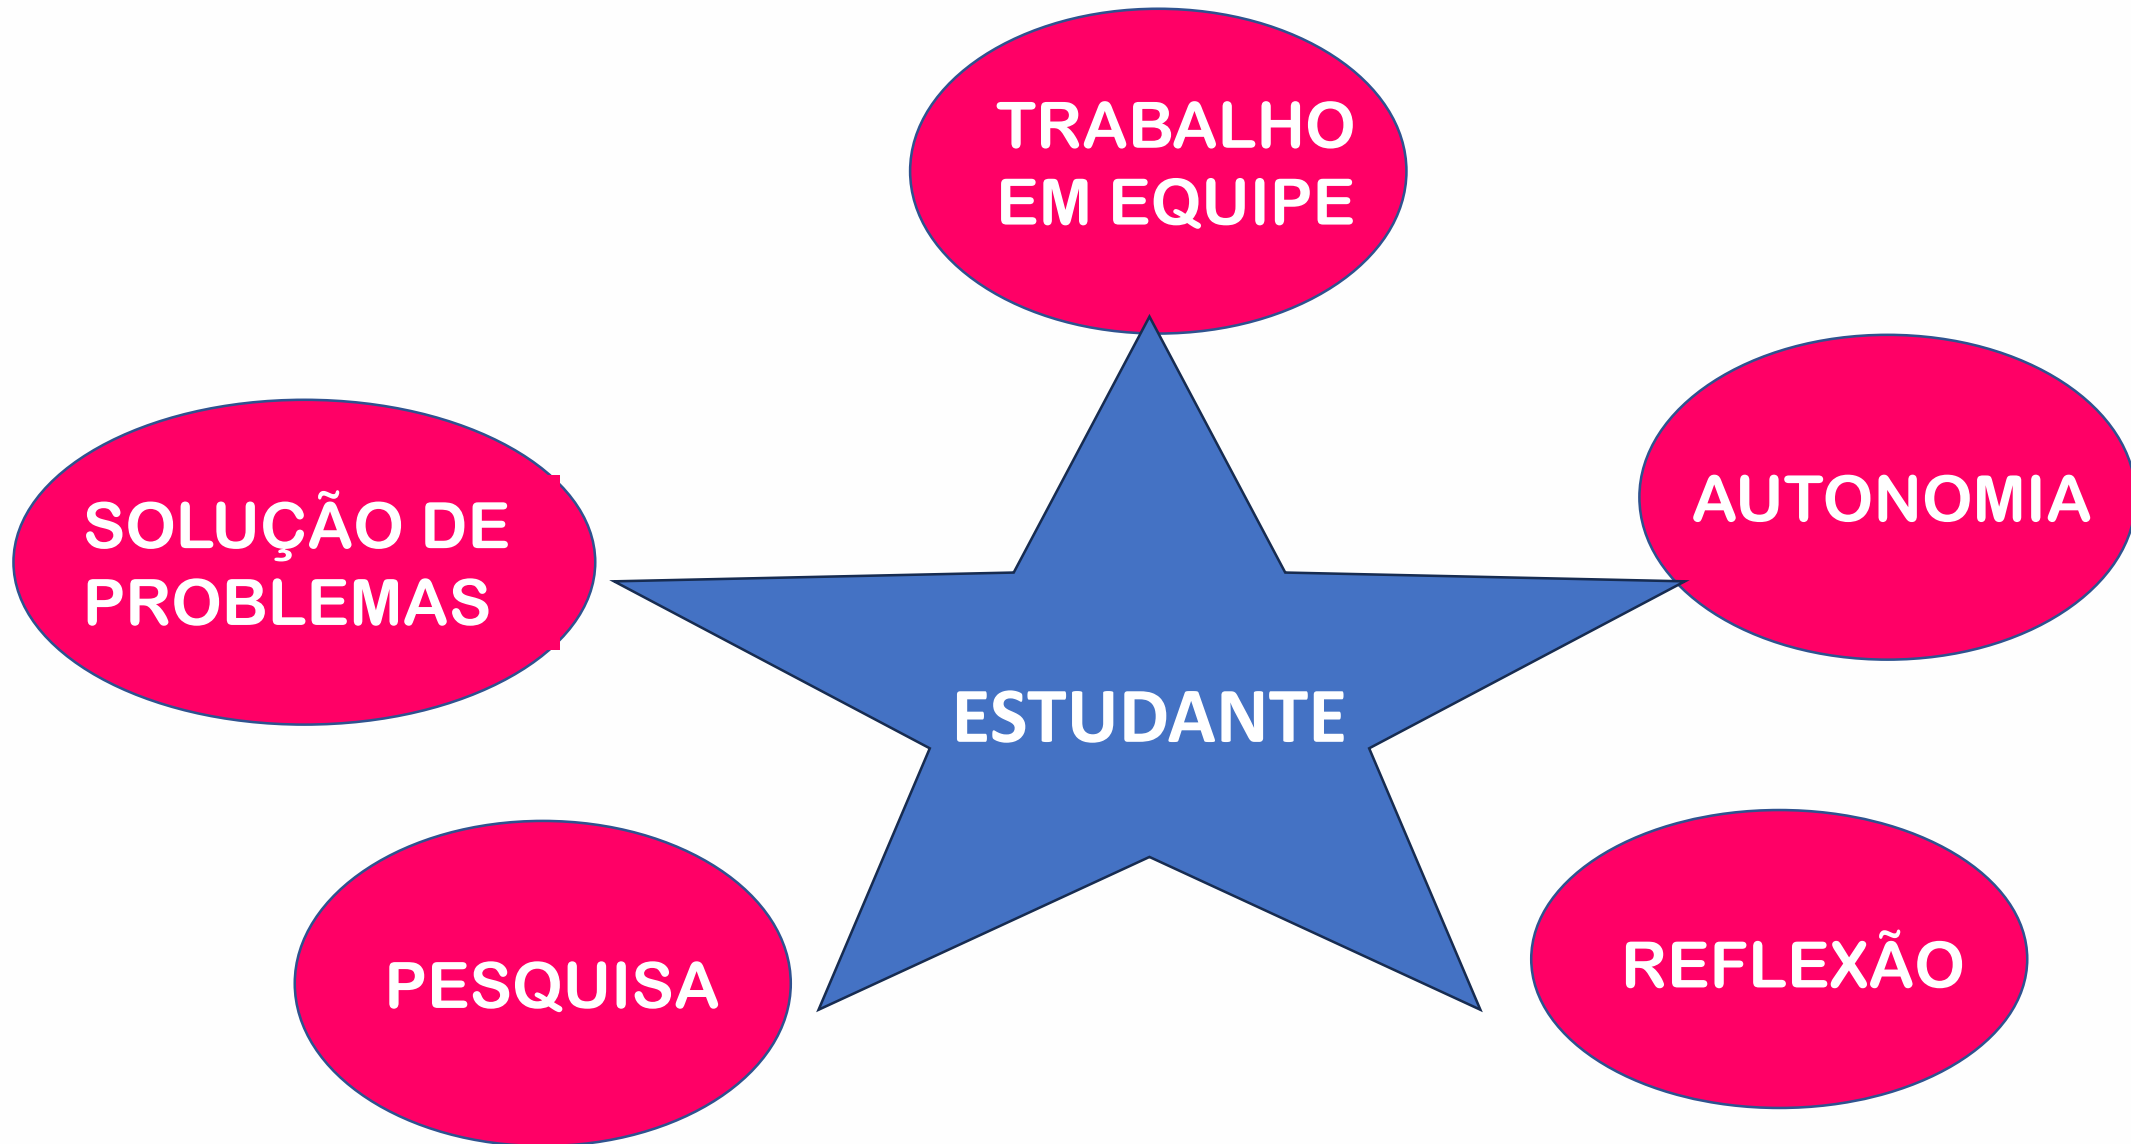 TRABALHO
EM EQUIPE
AUTONOMIA
SOLUÇÃO DE
PROBLEMAS
ESTUDANTE
REFLEXÃO
PESQUISA